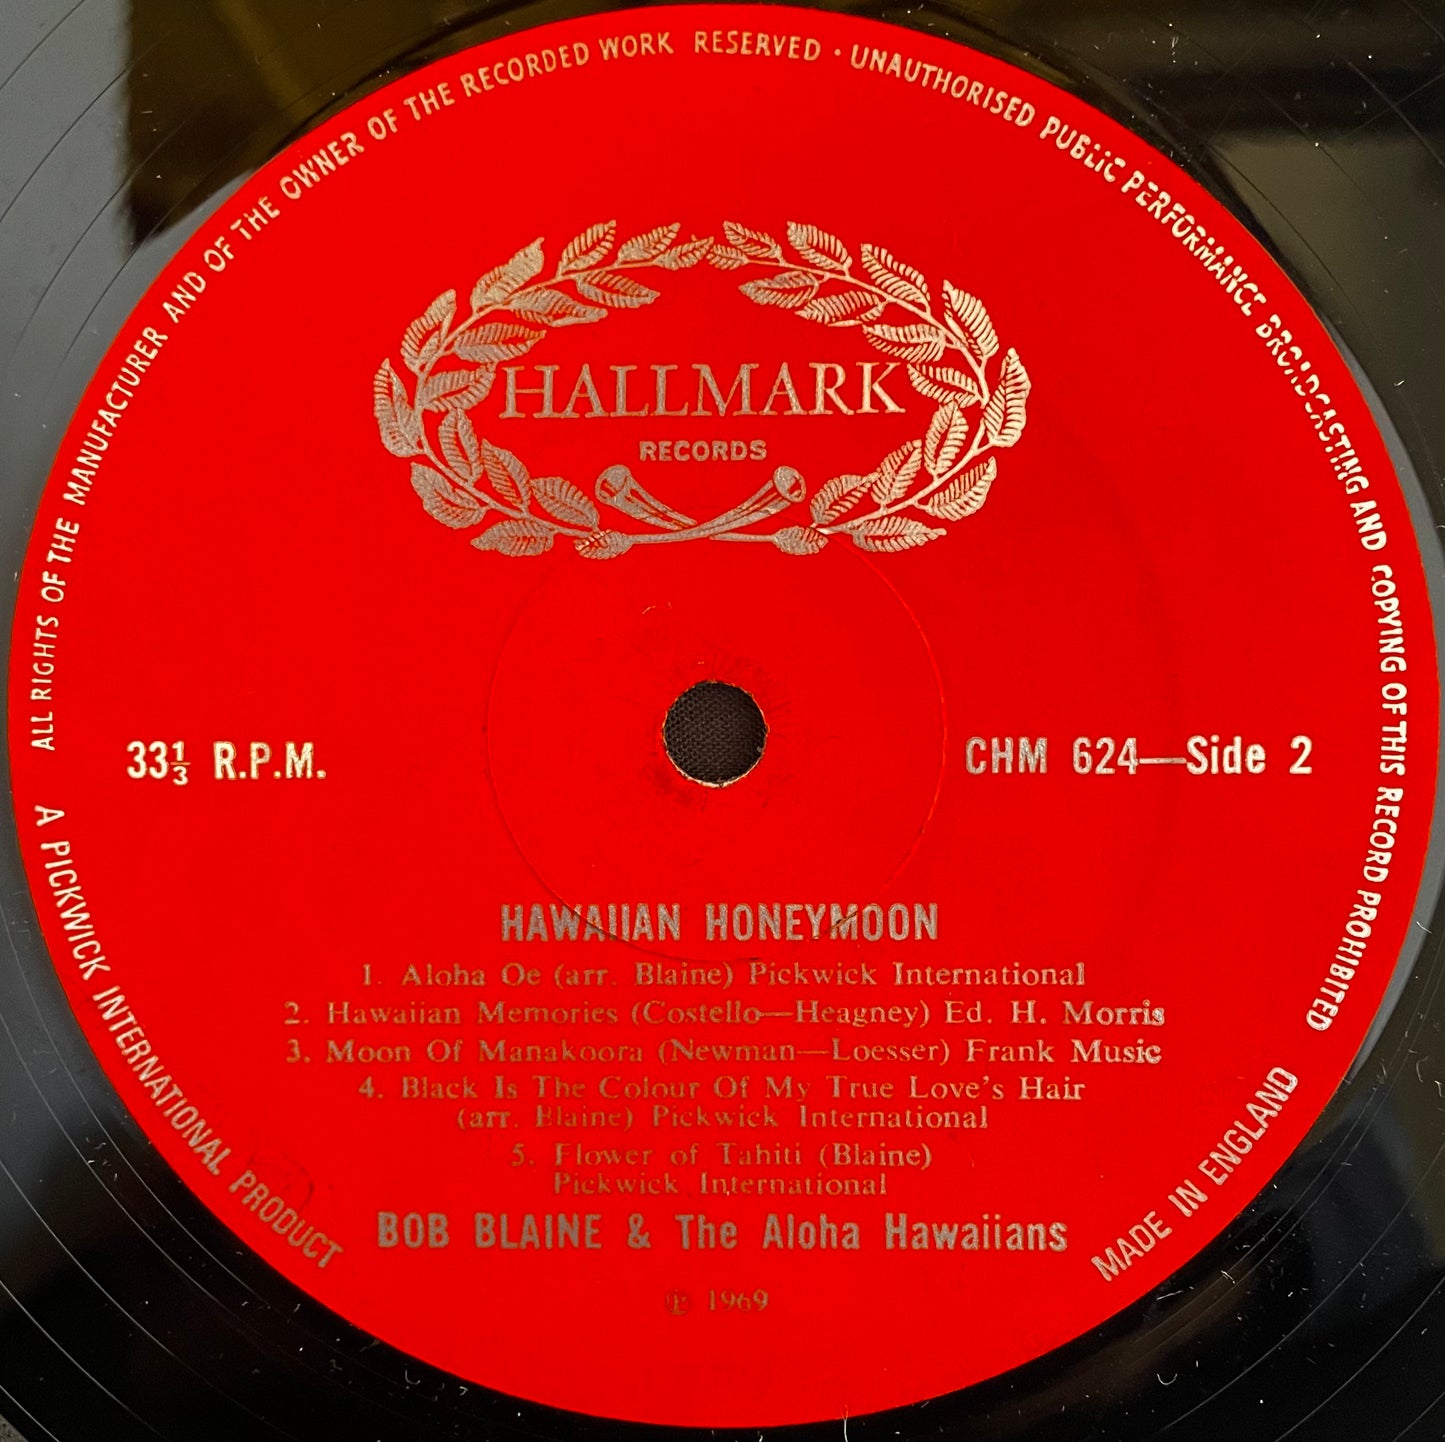 ALL RIGHTS OF THE MANUFACTURER AND OF THE OWNER OF THE RECORDED WORK RESERVED · UNAUTHORISED PUBLIC PERFORMANCE BROADCASTING AND COPYING OF THIS RECORD PROHIBITED
HALLMARK
RECORDS
33⅓ R.P.M.
CHM 624—Side 2
HAWAIIAN HONEYMOON
1. Aloha Oe (arr. Blaine) Pickwick International
2. Hawaiian Memories (Costello—Heagney) Ed. H. Morris
3. Moon Of Manakoora (Newman—Loesser) Frank Music
4. Black Is The Colour Of My True Love's Hair
(arr. Blaine) Pickwick International
5. Flower of Tahiti (Blaine)
Pickwick International
BOB BLAINE & The Aloha Hawaiians
℗ 1969
A PICKWICK INTERNATIONAL PRODUCT
MADE IN ENGLAND